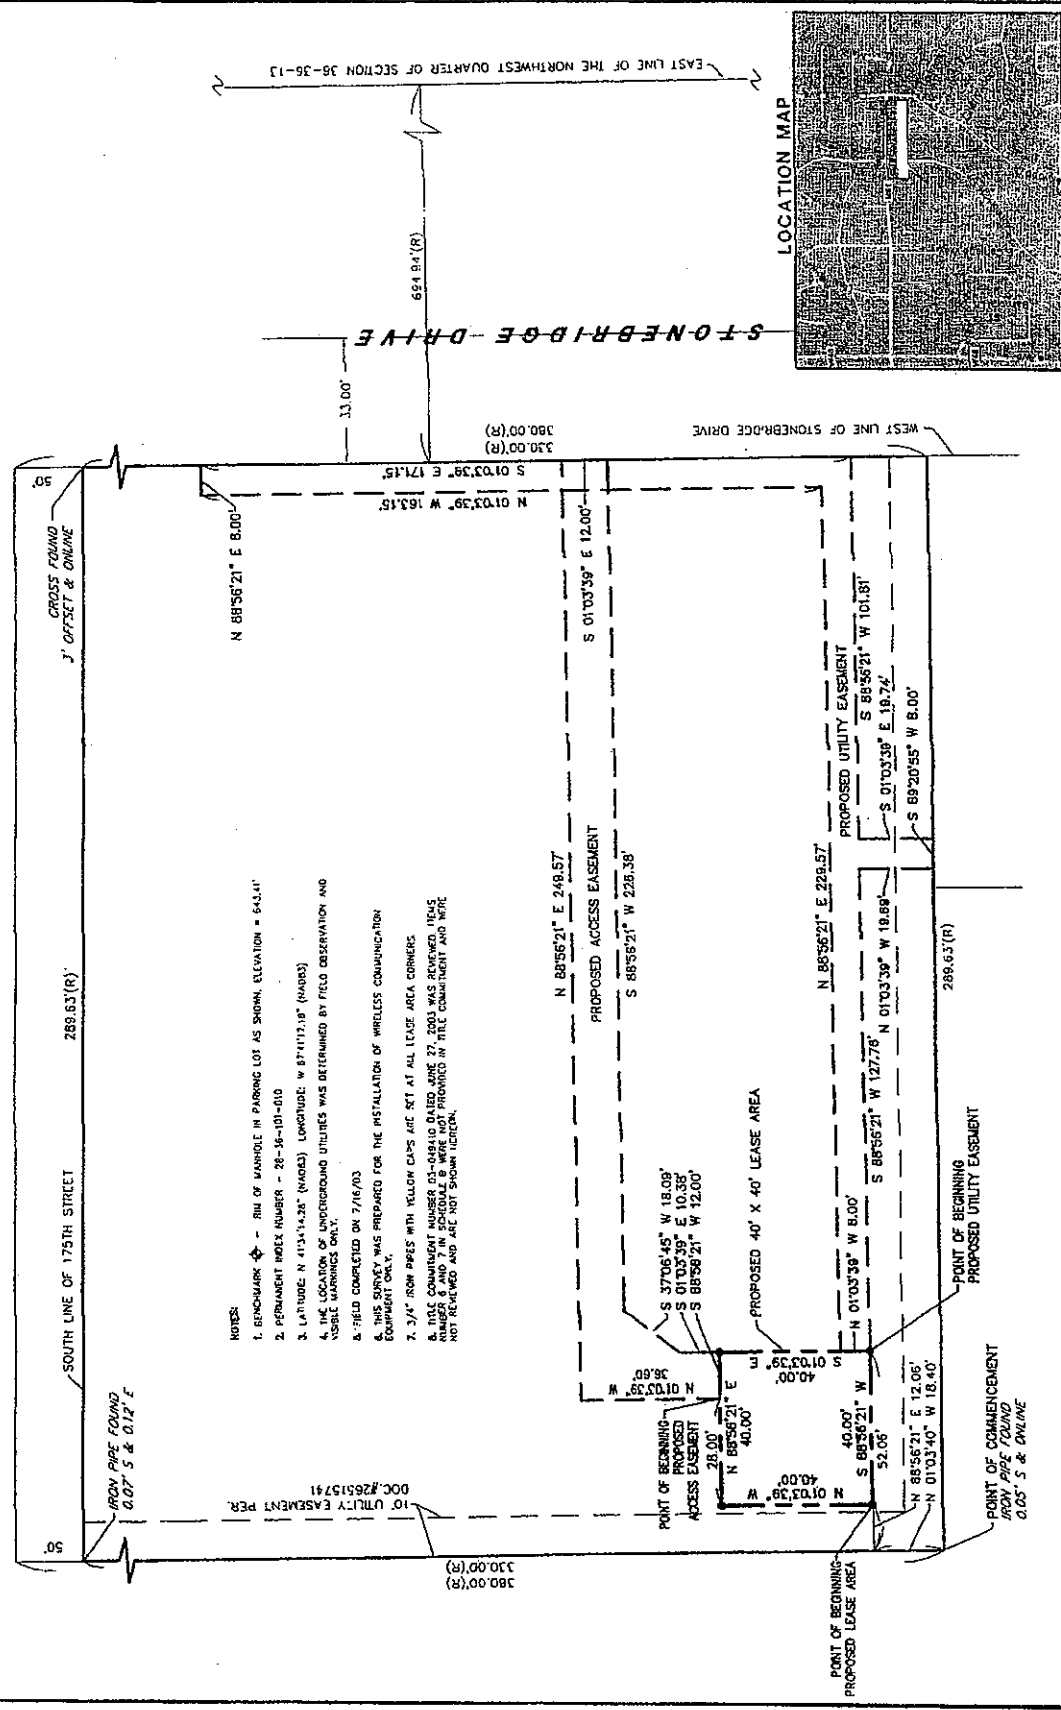 50'
SOUTH LINE OF 175TH STREET
289.63'(R)
50'
IRON PIPE FOUND
0.07' S & 0.12' E
CROSS FOUND
3' OFFSET & ONLINE
10' UTILITY EASEMENT PER.
DOC.#26515741
380.00'(R)
330.00'(R)
NOTES:
1. BENCHMARK - RIM OF MANHOLE IN PARKING LOT AS SHOWN, ELEVATION = 643.41'
2. PERMANENT INDEX NUMBER - 28-36-101-010
3. LATITUDE: N 41°34'14.28" (NAD83) LONGITUDE: W 87°41'12.18" (NAD83)
4. THE LOCATION OF UNDERGROUND UTILITIES WAS DETERMINED BY FIELD OBSERVATION AND
VISIBLE MARKINGS ONLY.
5. FIELD COMPLETED ON 7/16/03
6. THIS SURVEY WAS PREPARED FOR THE INSTALLATION OF WIRELESS COMMUNICATION
EQUIPMENT ONLY.
7. 3/4" IRON PIPES WITH YELLOW CAPS ARE SET AT ALL LEASE AREA CORNERS.
8. TITLE COMMITMENT NUMBER 03-049410 DATED JUNE 27, 2003 WAS REVIEWED. ITEMS
NUMBER 6 AND 7 IN SCHEDULE B WERE NOT PROVIDED IN TITLE COMMITMENT AND WERE
NOT REVIEWED AND ARE NOT SHOWN HEREON.
N 88°56'21" E 8.00'
N 01°03'39" W 163.15'
S 01°03'39" E 171.15'
330.00'(R)
380.00'(R)
33.00'
STONEBRIDGE DRIVE
694.94'(R)
EAST LINE OF THE NORTHWEST QUARTER OF SECTION 36-36-13
WEST LINE OF STONEBRIDGE DRIVE
N 88°56'21" E 249.57'
PROPOSED ACCESS EASEMENT
S 88°56'21" W 226.38'
S 01°03'39" E 12.00'
N 01°03'39" W
36.60'
S 37°06'45" W 18.09'
S 01°03'39" E 10.38'
S 88°56'21" W 12.00'
POINT OF BEGINNING
PROPOSED
ACCESS EASEMENT
28.00'
N 88°56'21" E
40.00'
N 01°03'39" W
40.00'
S 01°03'39" E
40.00'
40.00'
S 88°56'21" W
52.06'
PROPOSED 40' X 40' LEASE AREA
N 88°56'21" E 229.57'
N 01°03'39" W 8.00'
S 88°56'21" W 127.78'
N 01°03'39" W 19.69'
PROPOSED UTILITY EASEMENT
S 88°56'21" W 101.81'
S 01°03'39" E 19.74'
S 89°20'55" W 8.00'
289.63'(R)
POINT OF BEGINNING
PROPOSED UTILITY EASEMENT
N 88°56'21" E 12.06'
N 01°03'40" W 18.40'
POINT OF COMMENCEMENT
IRON PIPE FOUND
0.05' S & ONLINE
POINT OF BEGINNING
PROPOSED LEASE AREA
LOCATION MAP